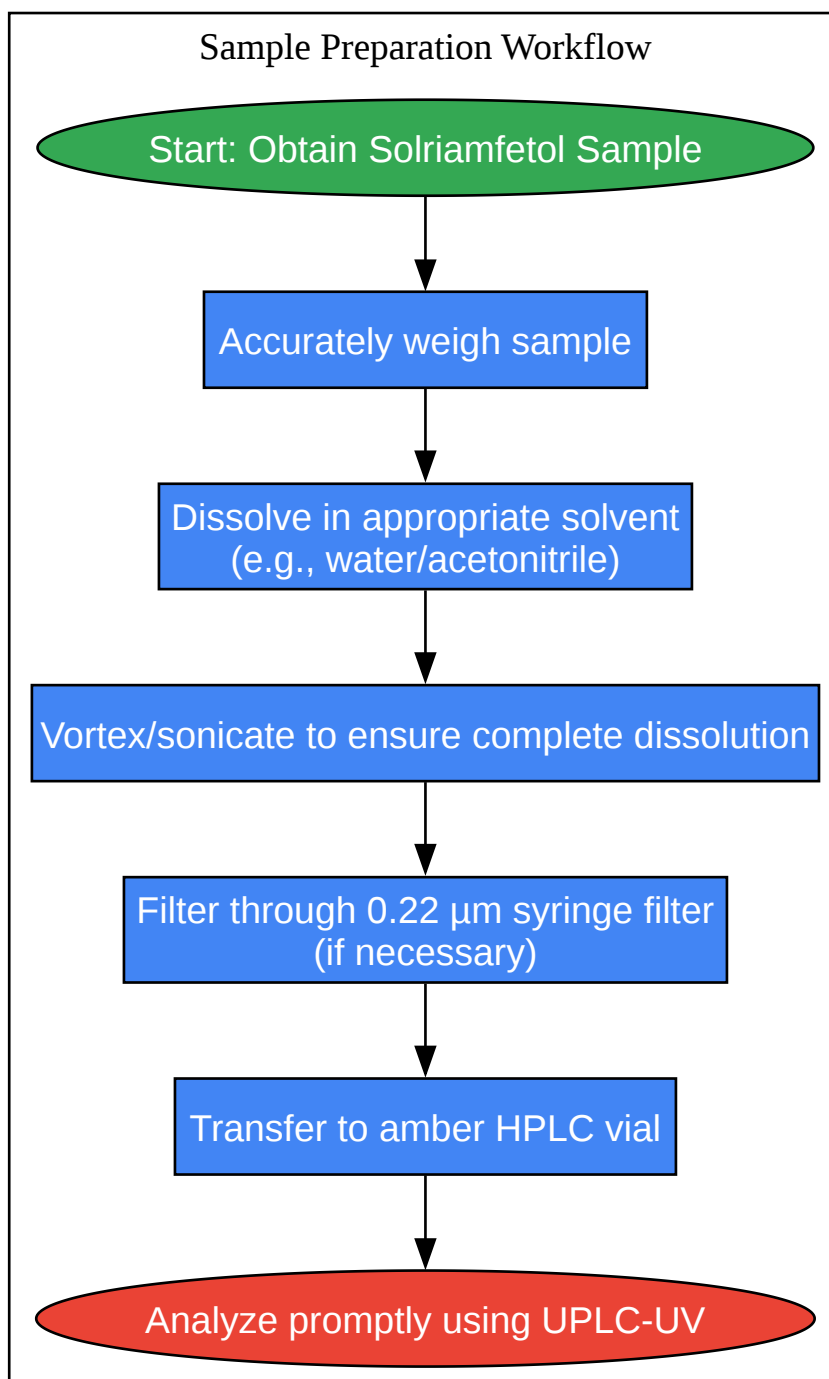 Sample Preparation Workflow
Start: Obtain Solriamfetol Sample
Accurately weigh sample
Dissolve in appropriate solvent
(e.g., water/acetonitrile)
Vortex/sonicate to ensure complete dissolution
Filter through 0.22 µm syringe filter
(if necessary)
Transfer to amber HPLC vial
Analyze promptly using UPLC-UV